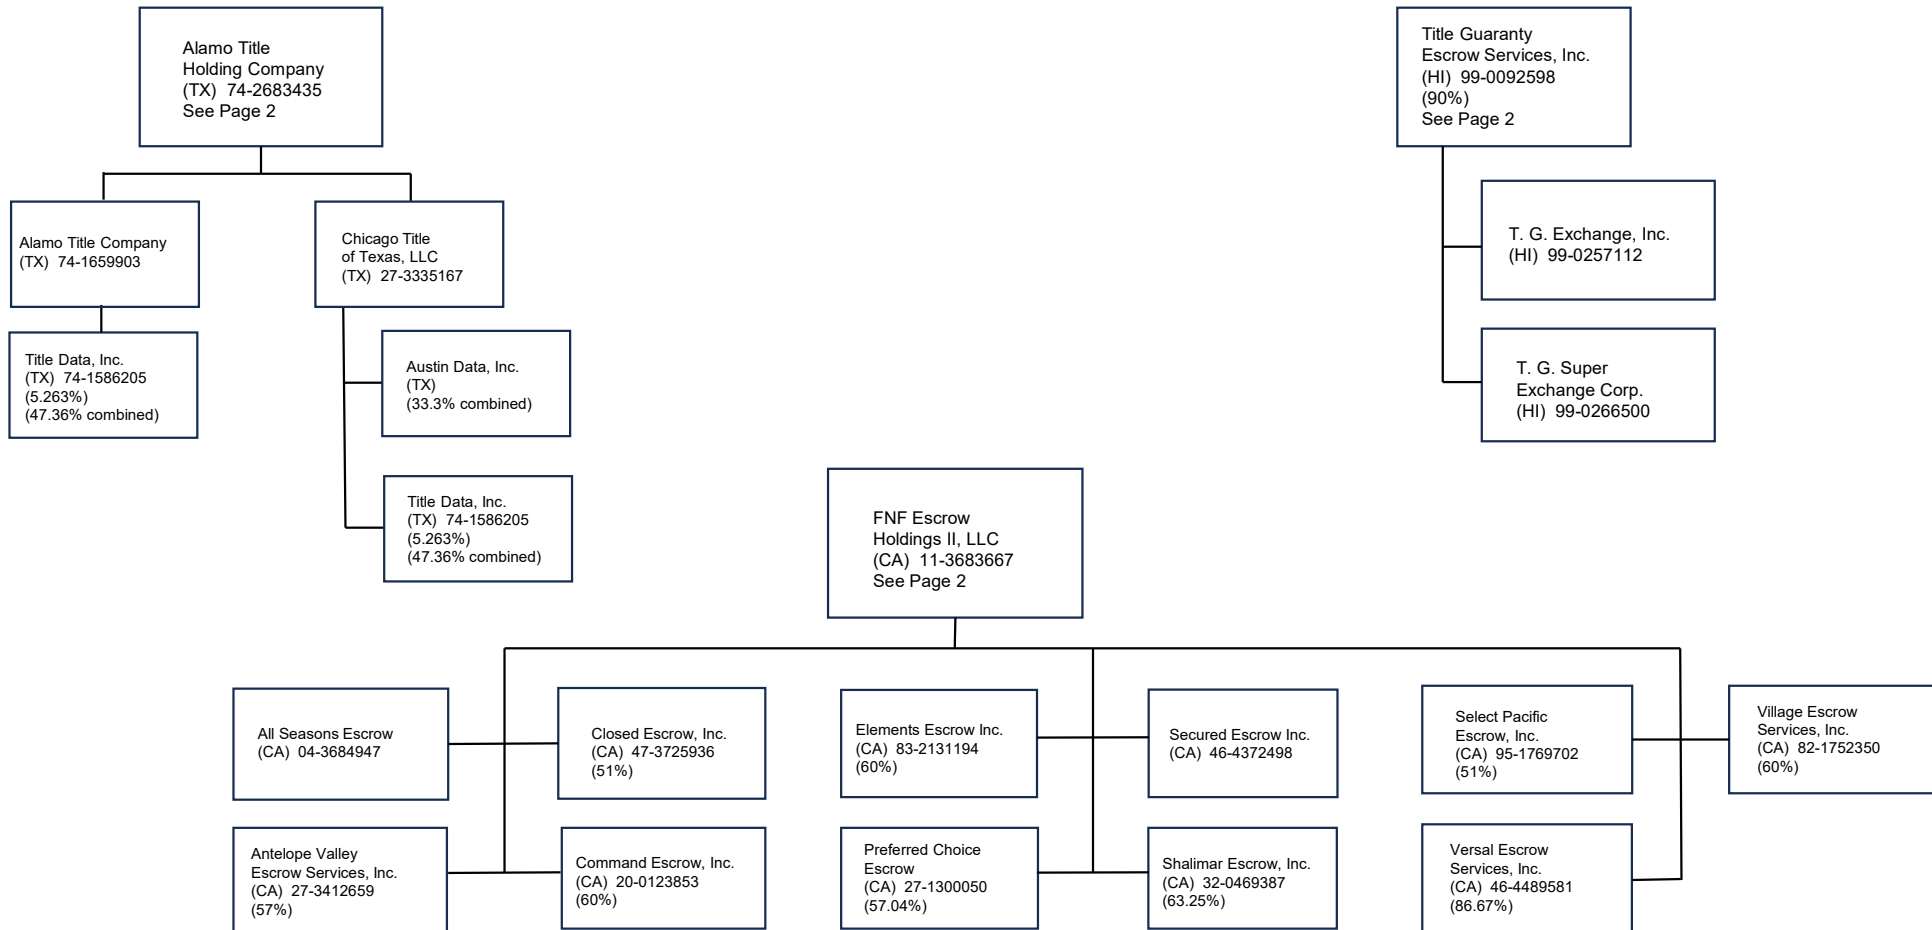 Alamo Title
Holding Company
(TX) 74-2683435
See Page 2
Title Guaranty
Escrow Services, Inc.
(HI) 99-0092598
(90%)
See Page 2
Alamo Title Company
(TX) 74-1659903
Chicago Title
of Texas, LLC
(TX) 27-3335167
T. G. Exchange, Inc.
(HI) 99-0257112
Title Data, Inc.
(TX) 74-1586205
(5.263%)
(47.36% combined)
Austin Data, Inc.
(TX)
(33.3% combined)
T. G. Super
Exchange Corp.
(HI) 99-0266500
Title Data, Inc.
(TX) 74-1586205
(5.263%)
(47.36% combined)
FNF Escrow
Holdings II, LLC
(CA) 11-3683667
See Page 2
All Seasons Escrow
(CA) 04-3684947
Closed Escrow, Inc.
(CA) 47-3725936
(51%)
Elements Escrow Inc.
(CA) 83-2131194
(60%)
Secured Escrow Inc.
(CA) 46-4372498
Select Pacific
Escrow, Inc.
(CA) 95-1769702
(51%)
Village Escrow
Services, Inc.
(CA) 82-1752350
(60%)
Antelope Valley
Escrow Services, Inc.
(CA) 27-3412659
(57%)
Command Escrow, Inc.
(CA) 20-0123853
(60%)
Preferred Choice
Escrow
(CA) 27-1300050
(57.04%)
Shalimar Escrow, Inc.
(CA) 32-0469387
(63.25%)
Versal Escrow
Services, Inc.
(CA) 46-4489581
(86.67%)